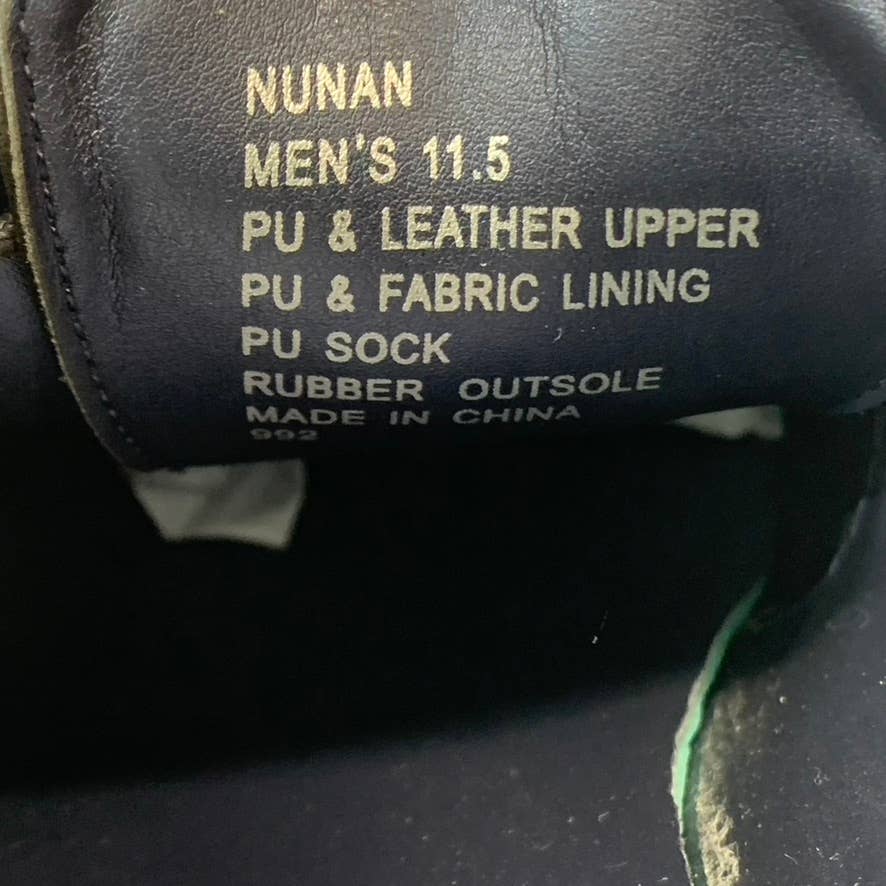 NUNAN
MEN'S 11.5
PU & LEATHER UPPER
PU & FABRIC LINING
PU SOCK
RUBBER OUTSOLE
MADE IN CHINA
992